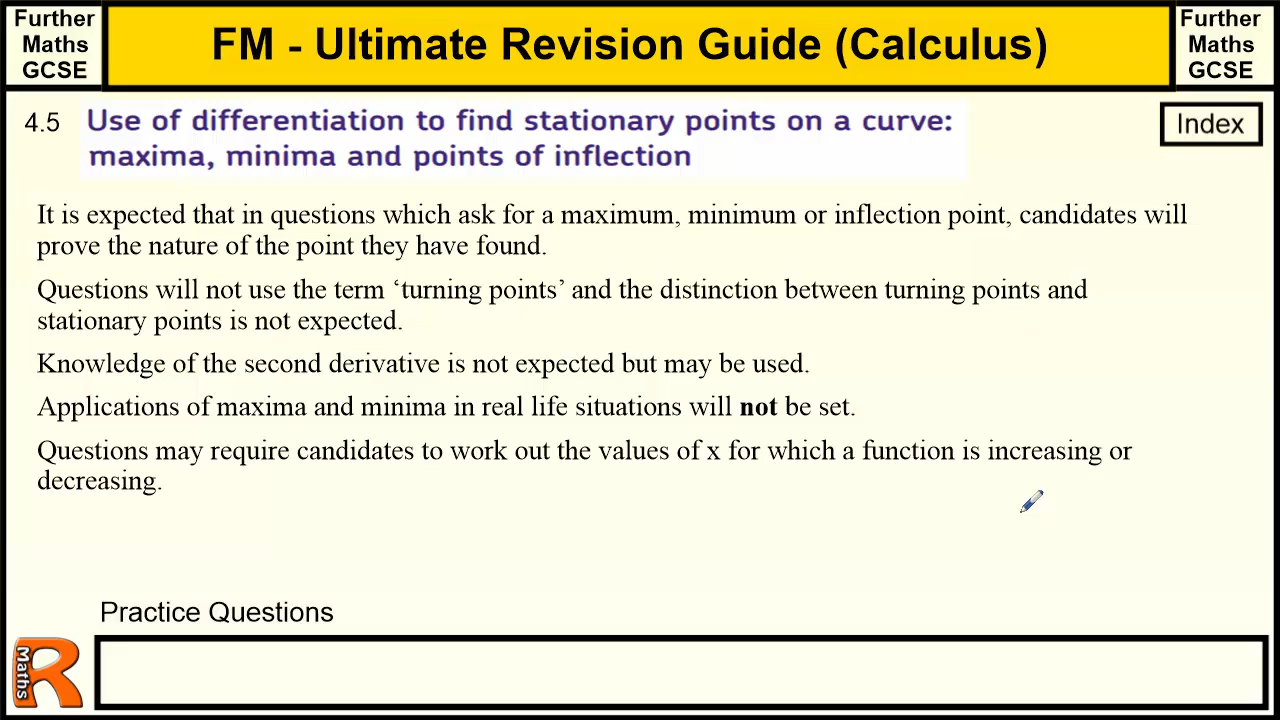 Further
Maths
GCSE
FM - Ultimate Revision Guide (Calculus)
Further
Maths
GCSE
4.5
Use of differentiation to find stationary points on a curve:
maxima, minima and points of inflection
Index
It is expected that in questions which ask for a maximum, minimum or inflection point, candidates will
prove the nature of the point they have found.
Questions will not use the term ‘turning points’ and the distinction between turning points and
stationary points is not expected.
Knowledge of the second derivative is not expected but may be used.
Applications of maxima and minima in real life situations will not be set.
Questions may require candidates to work out the values of x for which a function is increasing or
decreasing.
Practice Questions
R
Maths